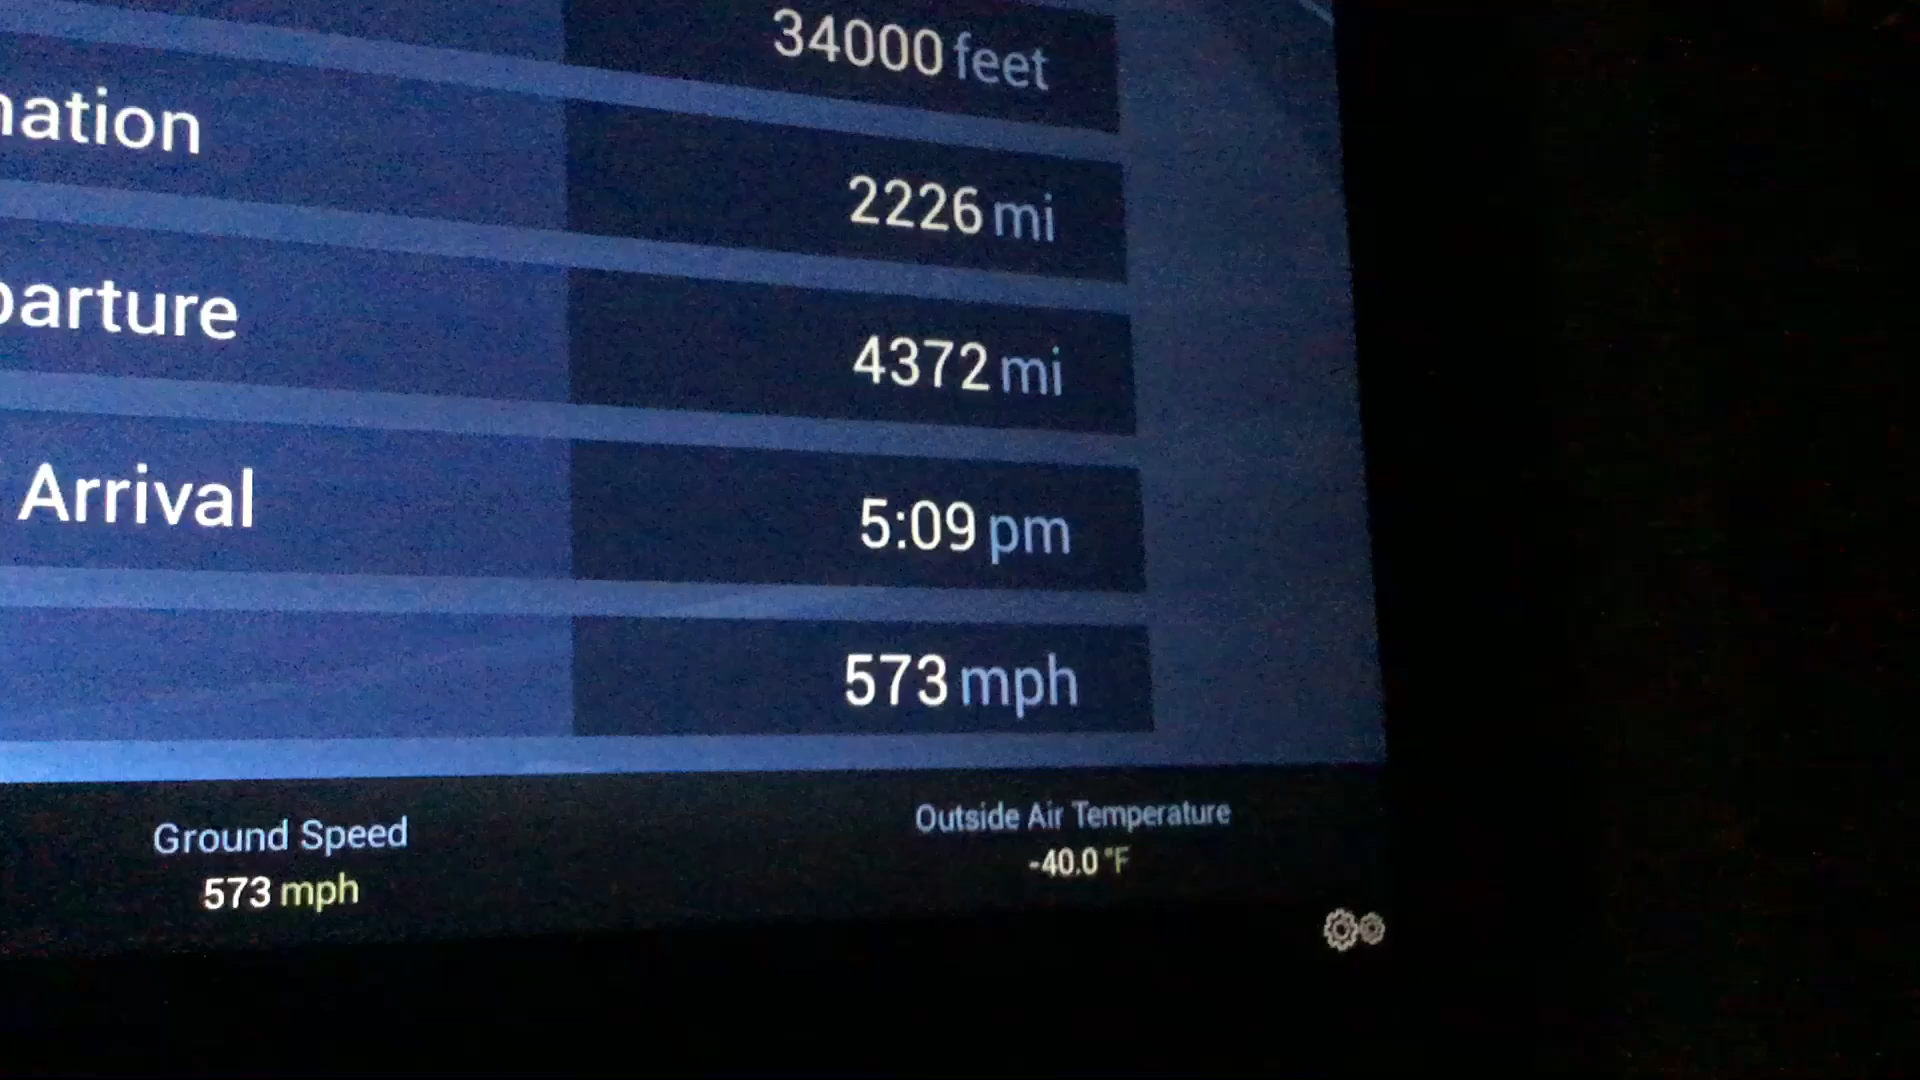 34000 feet
nation 2226 mi
parture 4372 mi
Arrival 5:09 pm
573 mph
Ground Speed
573 mph
Outside Air Temperature
-40.0 °F